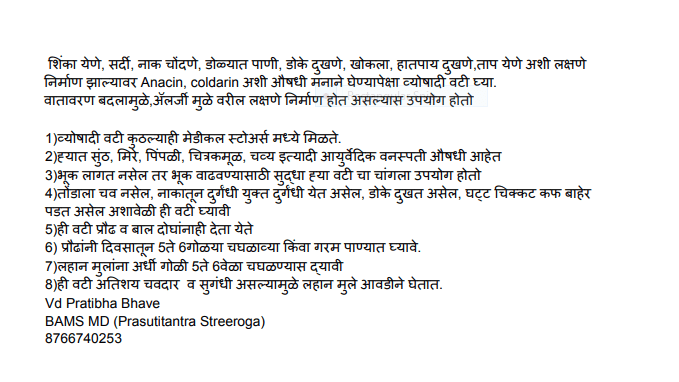 शिंका येणे, सर्दी, नाक चोंदणे, डोळ्यात पाणी, डोके दुखणे, खोकला, हातपाय दुखणे,ताप येणे अशी लक्षणे
निर्माण झाल्यावर Anacin, coldarin अशी औषधी मनाने घेण्यापेक्षा व्योषादी वटी घ्या.
वातावरण बदलामुळे,ॲलर्जी मुळे वरील लक्षणे निर्माण होत असल्यास उपयोग होतो
1)व्योषादी वटी कुठल्याही मेडीकल स्टोअर्स मध्ये मिळते.
2)ह्यात सुंठ, मिरे, पिंपळी, चित्रकमूळ, चव्य इत्यादी आयुर्वेदिक वनस्पती औषधी आहेत
3)भूक लागत नसेल तर भूक वाढवण्यासाठी सुद्धा ह्या वटी चा चांगला उपयोग होतो
4)तोंडाला चव नसेल, नाकातून दुर्गंधी युक्त दुर्गंधी येत असेल, डोके दुखत असेल, घट्ट चिक्कट कफ बाहेर
पडत असेल अशावेळी ही वटी घ्यावी
5)ही वटी प्रौढ व बाल दोघांनाही देता येते
6) प्रौढांनी दिवसातून 5ते 6गोळया चघळाव्या किंवा गरम पाण्यात घ्यावे.
7)लहान मुलांना अर्धी गोळी 5ते 6वेळा चघळण्यास द्यावी
8)ही वटी अतिशय चवदार व सुगंधी असल्यामुळे लहान मुले आवडीने घेतात.
Vd Pratibha Bhave
BAMS MD (Prasutitantra Streeroga)
8766740253